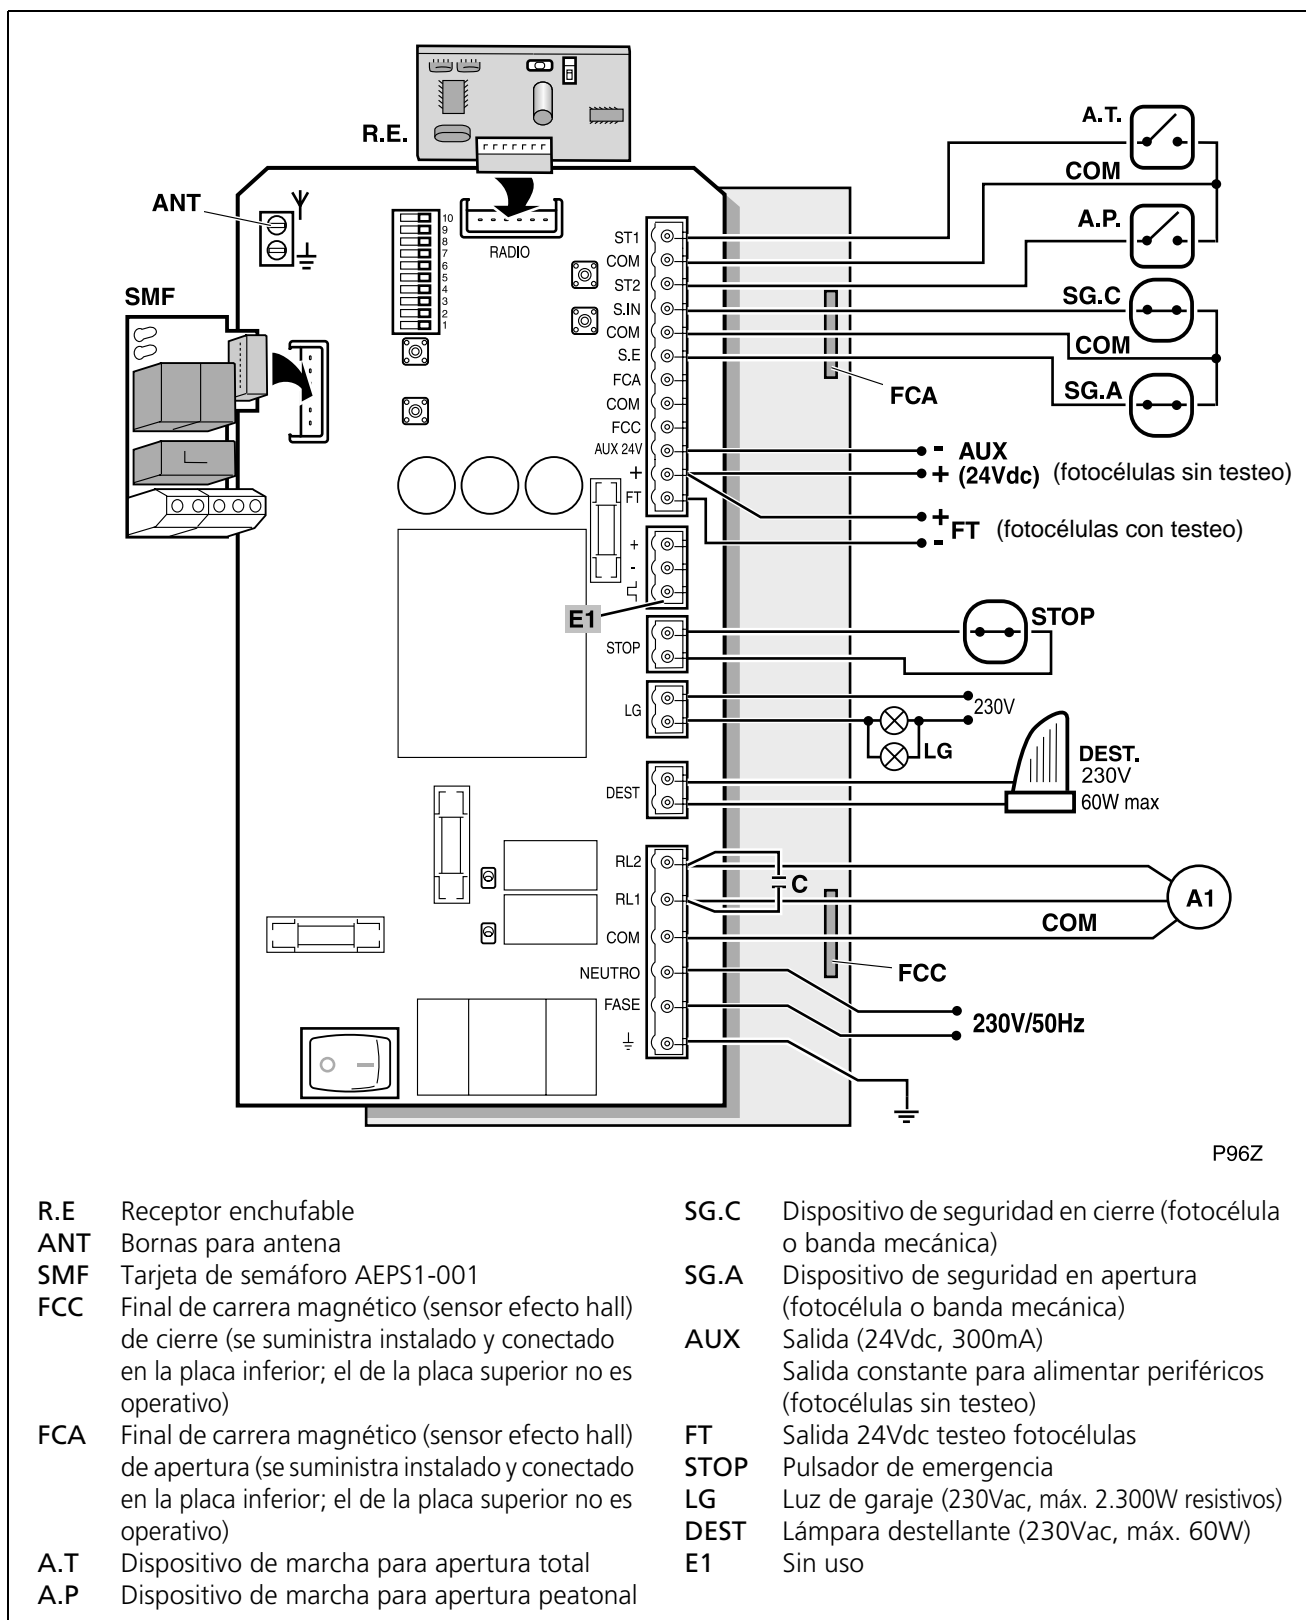 R.E.
ANT
RADIO
SMF
10
9
8
7
6
5
4
3
2
1
ST1
COM
ST2
S.IN
COM
S.E
FCA
COM
FCC
AUX 24V
+
FT
+
-
E1
STOP
LG
DEST
RL2
RL1
COM
NEUTRO
FASE
A.T.
COM
A.P.
SG.C
COM
SG.A
FCA
- AUX
+ (24Vdc) (fotocélulas sin testeo)
+
FT (fotocélulas con testeo)
-
STOP
230V
LG
DEST.
230V
60W max
C
A1
COM
FCC
230V/50Hz
P96Z
R.E Receptor enchufable
ANT Bornas para antena
SMF Tarjeta de semáforo AEPS1-001
FCC Final de carrera magnético (sensor efecto hall)
de cierre (se suministra instalado y conectado
en la placa inferior; el de la placa superior no es
operativo)
FCA Final de carrera magnético (sensor efecto hall)
de apertura (se suministra instalado y conectado
en la placa inferior; el de la placa superior no es
operativo)
A.T Dispositivo de marcha para apertura total
A.P Dispositivo de marcha para apertura peatonal
SG.C Dispositivo de seguridad en cierre (fotocélula
o banda mecánica)
SG.A Dispositivo de seguridad en apertura
(fotocélula o banda mecánica)
AUX Salida (24Vdc, 300mA)
Salida constante para alimentar periféricos
(fotocélulas sin testeo)
FT Salida 24Vdc testeo fotocélulas
STOP Pulsador de emergencia
LG Luz de garaje (230Vac, máx. 2.300W resistivos)
DEST Lámpara destellante (230Vac, máx. 60W)
E1 Sin uso